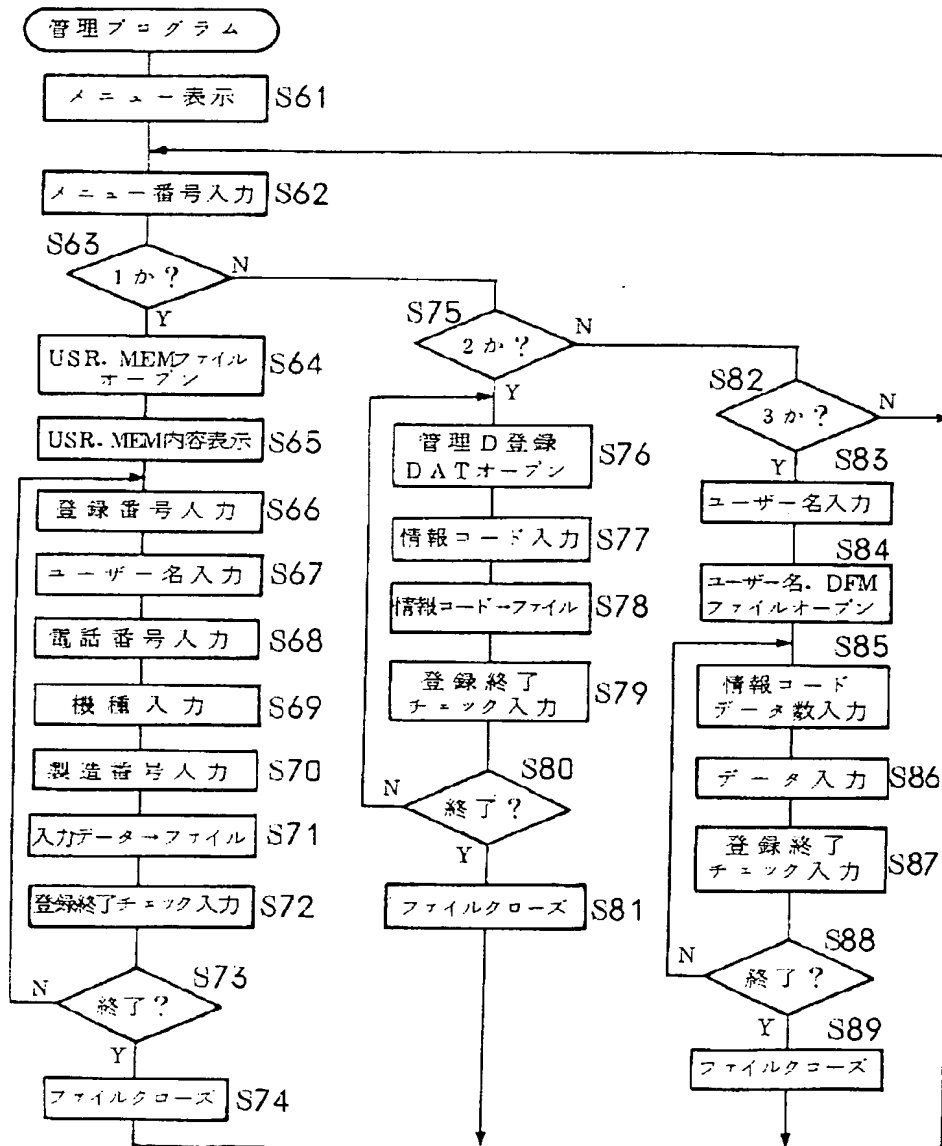 管理プログラム
メニュー表示
S61
メニュー番号入力
S62
S63
1か?
N
Y
USR. MEMファイル
オープン
S64
USR. MEM内容表示
S65
登録番号入力
S66
ユーザー名入力
S67
電話番号入力
S68
機種入力
S69
製造番号入力
S70
入力データ→ファイル
S71
登録終了チェック入力
S72
S73
終了?
N
Y
ファイルクローズ
S74
S75
2か?
N
Y
管理D登録
DATオープン
S76
情報コード入力
S77
情報コード→ファイル
S78
登録終了
チェック入力
S79
S80
終了?
N
Y
ファイルクローズ
S81
S82
3か?
N
Y
S83
ユーザー名入力
S84
ユーザー名. DFM
ファイルオープン
S85
情報コード
データ数入力
データ入力
S86
登録終了
チェック入力
S87
S88
終了?
N
Y
S89
ファイルクローズ